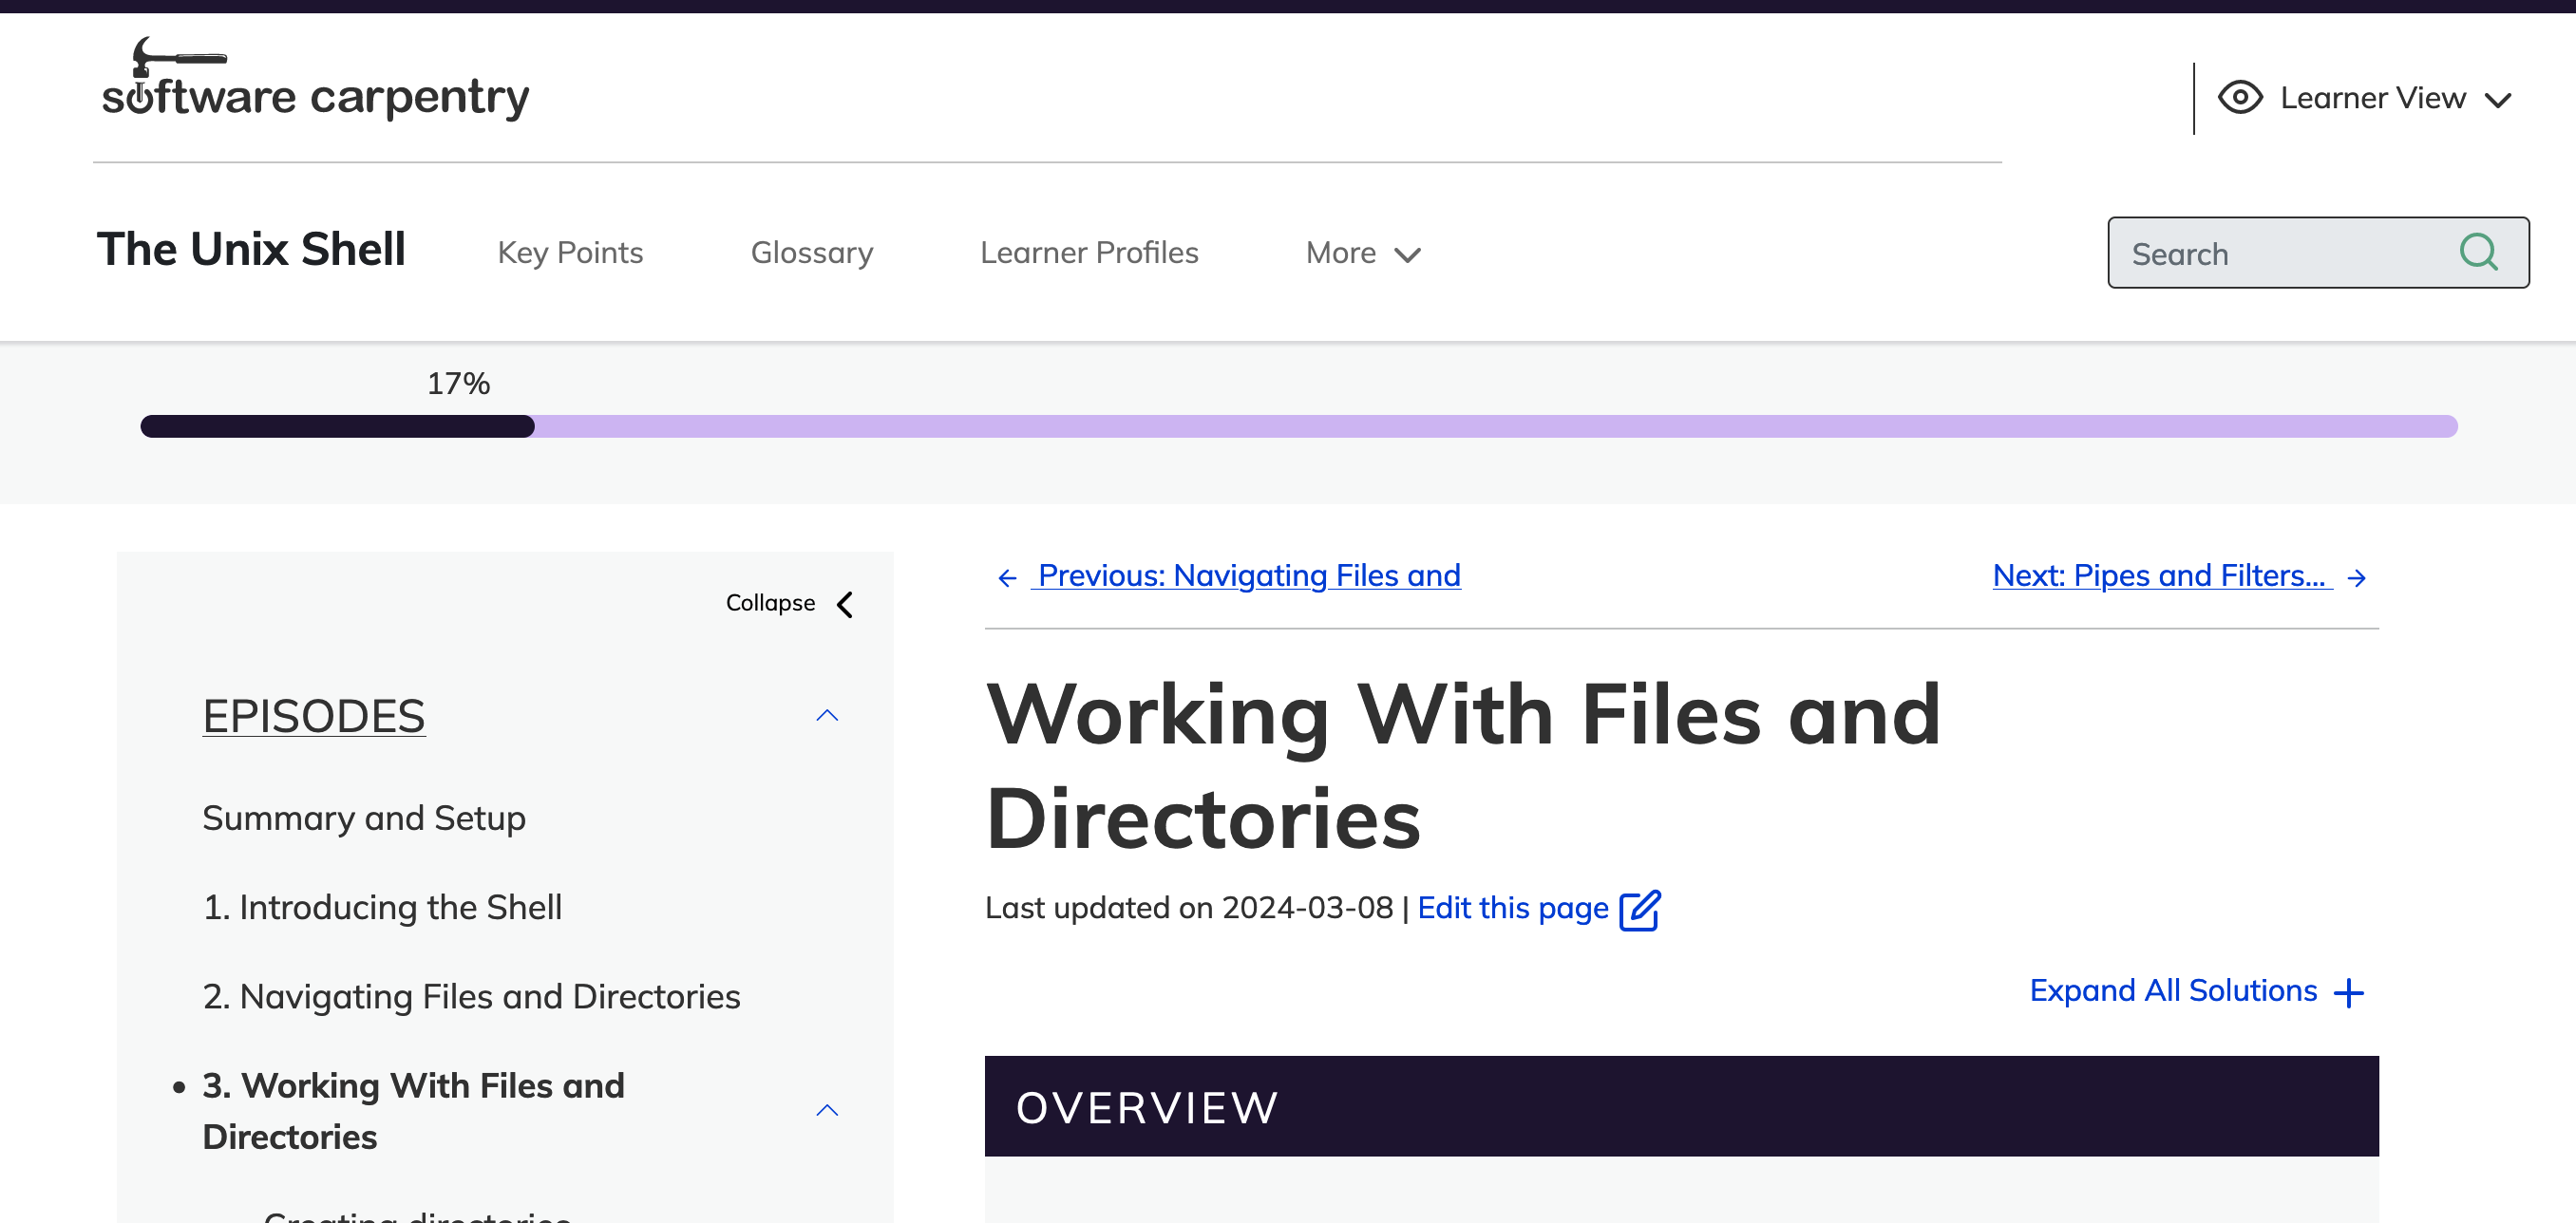 software carpentry
Learner View
The Unix Shell
Key Points
Glossary
Learner Profiles
More
Search
17%
Collapse
EPISODES
Summary and Setup
1. Introducing the Shell
2. Navigating Files and Directories
3. Working With Files and
Directories
Creating directories
← Previous: Navigating Files and
Next: Pipes and Filters... →
Working With Files and
Directories
Last updated on 2024-03-08 | Edit this page
Expand All Solutions +
OVERVIEW